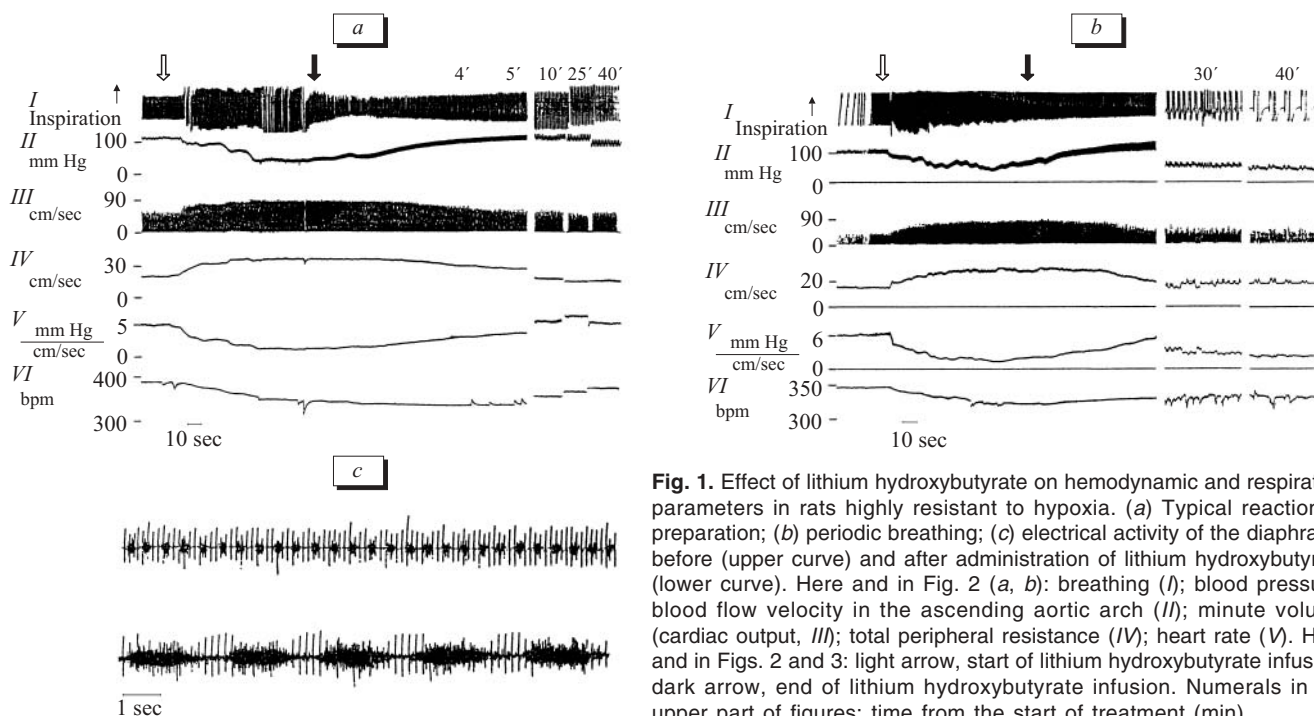 a
4′ 5′ 10′ 25′ 40′
I
Inspiration
II
mm Hg
100
0
III
cm/sec
90
0
IV
cm/sec
30
0
V
mm Hg
cm/sec
5
0
VI
bpm
400
300
10 sec
b
30′ 40′
I
Inspiration
II
mm Hg
100
0
III
cm/sec
90
0
IV
cm/sec
20
0
V
mm Hg
cm/sec
6
0
VI
bpm
350
300
10 sec
c
1 sec
Fig. 1. Effect of lithium hydroxybutyrate on hemodynamic and respirat
parameters in rats highly resistant to hypoxia. (a) Typical reaction
preparation; (b) periodic breathing; (c) electrical activity of the diaphra
before (upper curve) and after administration of lithium hydroxybuty
(lower curve). Here and in Fig. 2 (a, b): breathing (I); blood pressu
blood flow velocity in the ascending aortic arch (II); minute volu
(cardiac output, III); total peripheral resistance (IV); heart rate (V). H
and in Figs. 2 and 3: light arrow, start of lithium hydroxybutyrate infus
dark arrow, end of lithium hydroxybutyrate infusion. Numerals in
upper part of figures: time from the start of treatment (min)